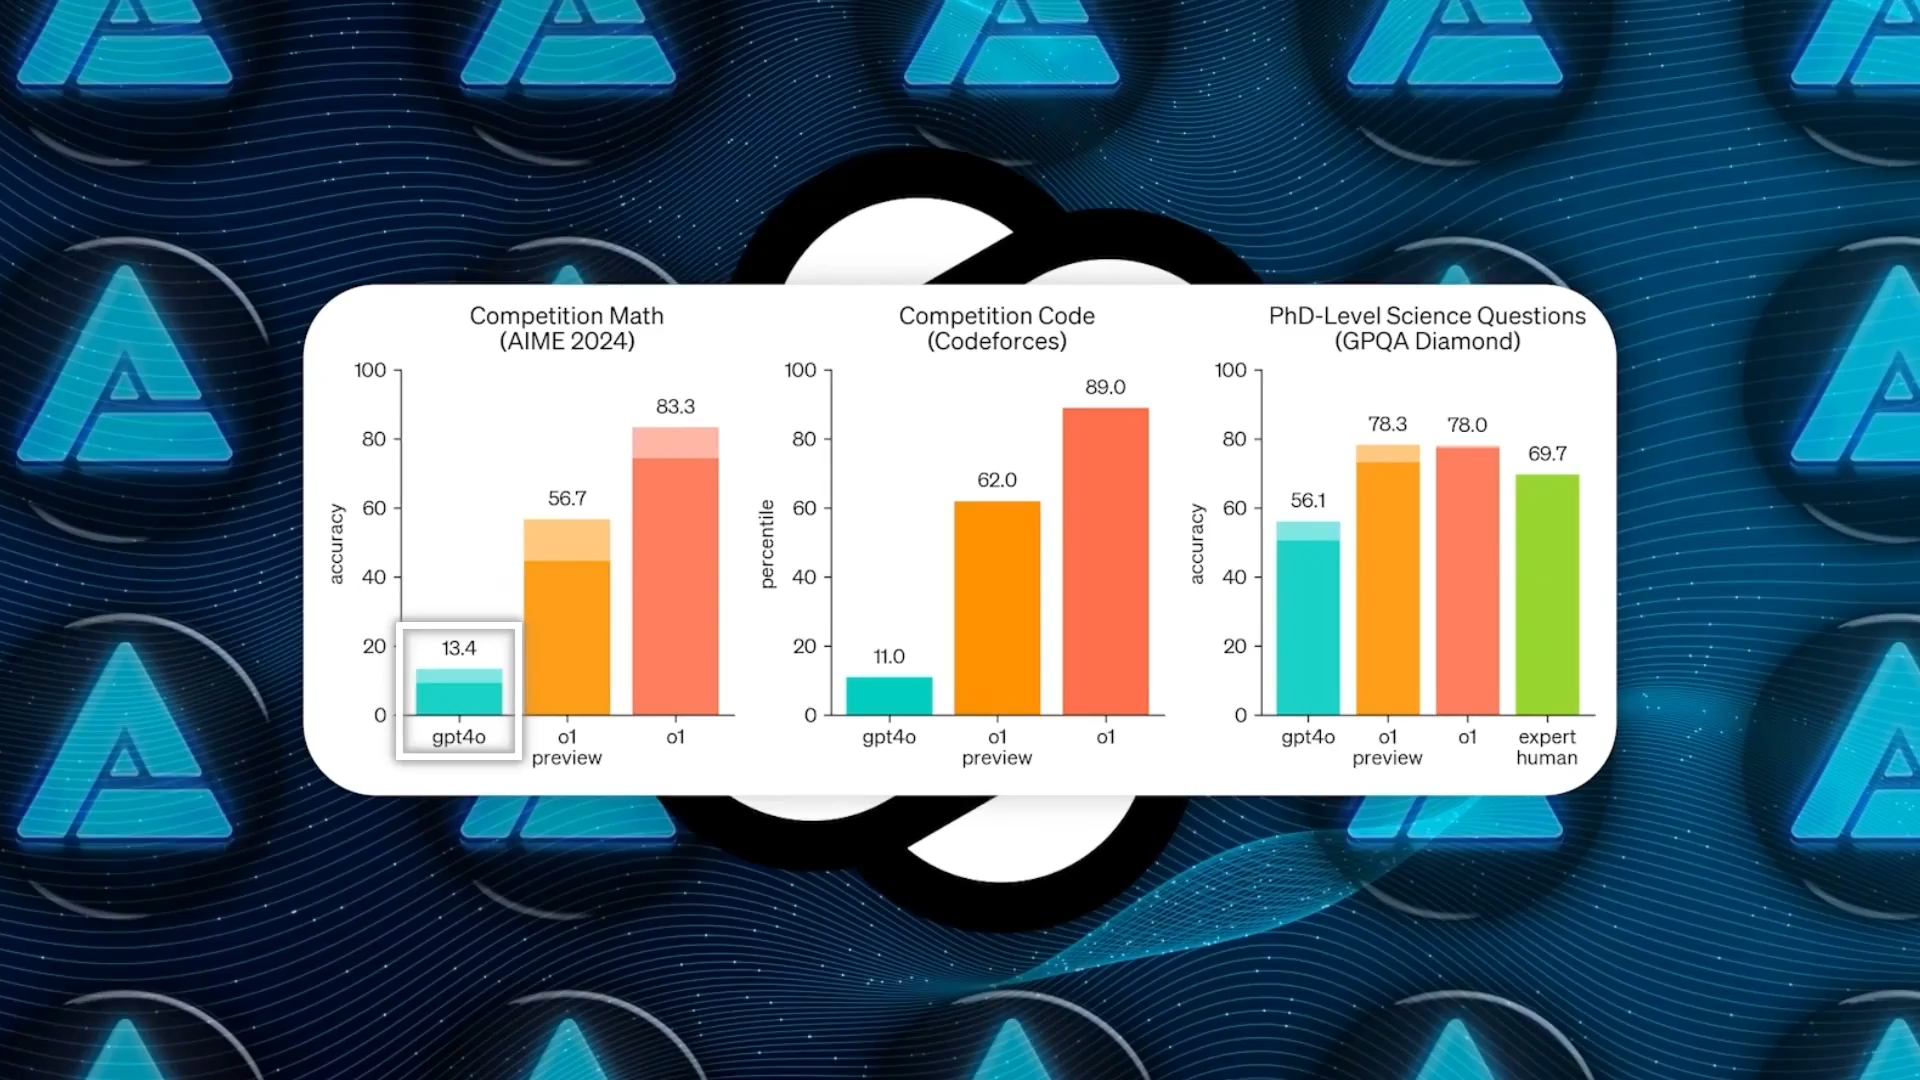 Competition Math
(AIME 2024)
100
80
60
40
20
0
accuracy
13.4
56.7
83.3
gpt4o
o1
preview
o1
Competition Code
(Codeforces)
100
80
60
40
20
0
percentile
11.0
62.0
89.0
gpt4o
o1
preview
o1
PhD-Level Science Questions
(GPQA Diamond)
100
80
60
40
20
0
accuracy
56.1
78.3
78.0
69.7
gpt4o
o1
preview
o1
expert
human